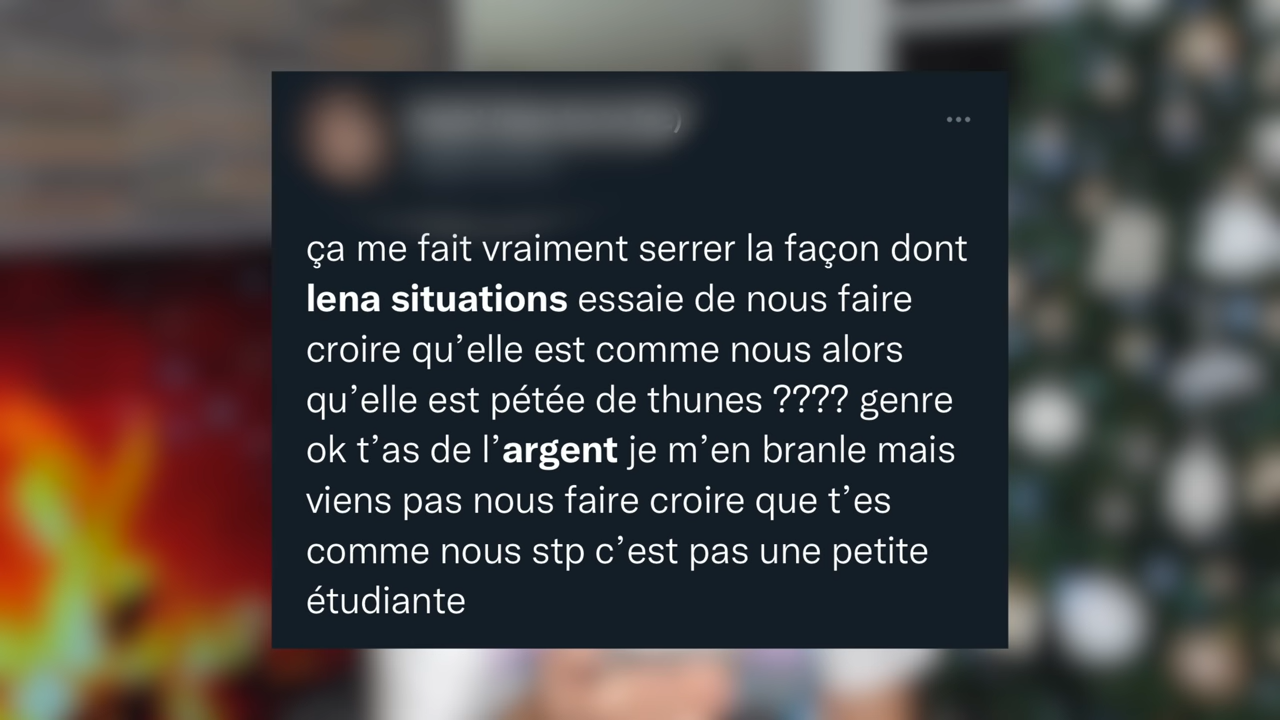 ça me fait vraiment serrer la façon dont
lena situations essaie de nous faire
croire qu’elle est comme nous alors
qu’elle est pétée de thunes ???? genre
ok t’as de l’argent je m’en branle mais
viens pas nous faire croire que t’es
comme nous stp c’est pas une petite
étudiante